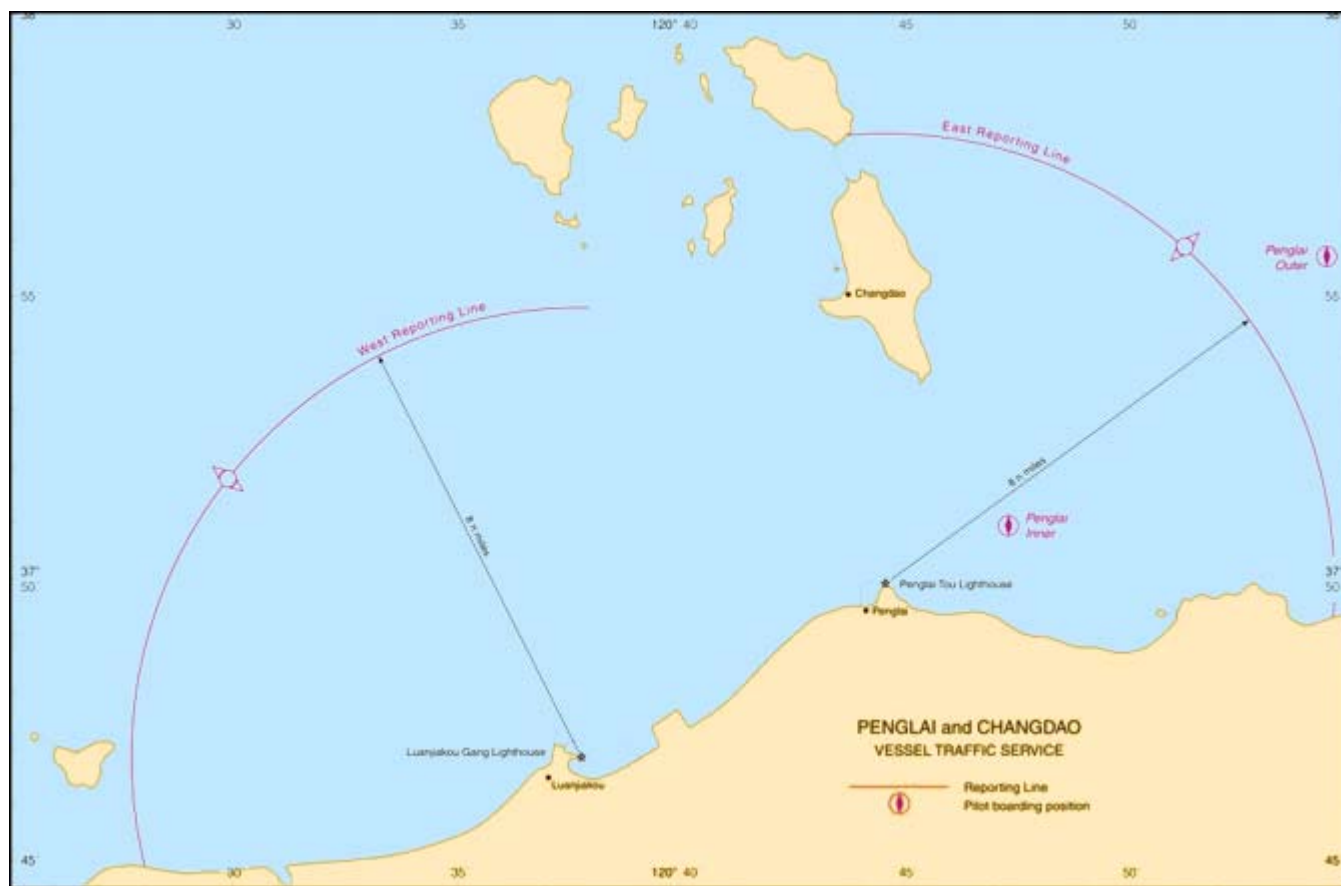 38'
30'
35'
120° 40'
45'
50'
38'
East Reporting Line
Penglai
Outer
55'
Changdao
55'
West Reporting Line
8 n miles
8 n miles
Penglai
Inner
37°
50'
Penglai Tou Lighthouse
37°
50'
Penglai
PENGLAI and CHANGDAO
VESSEL TRAFFIC SERVICE
Luanjiakou Gang Lighthouse
Luanjiakou
Reporting Line
Pilot boarding position
45'
30'
35'
120° 40'
45'
50'
45'